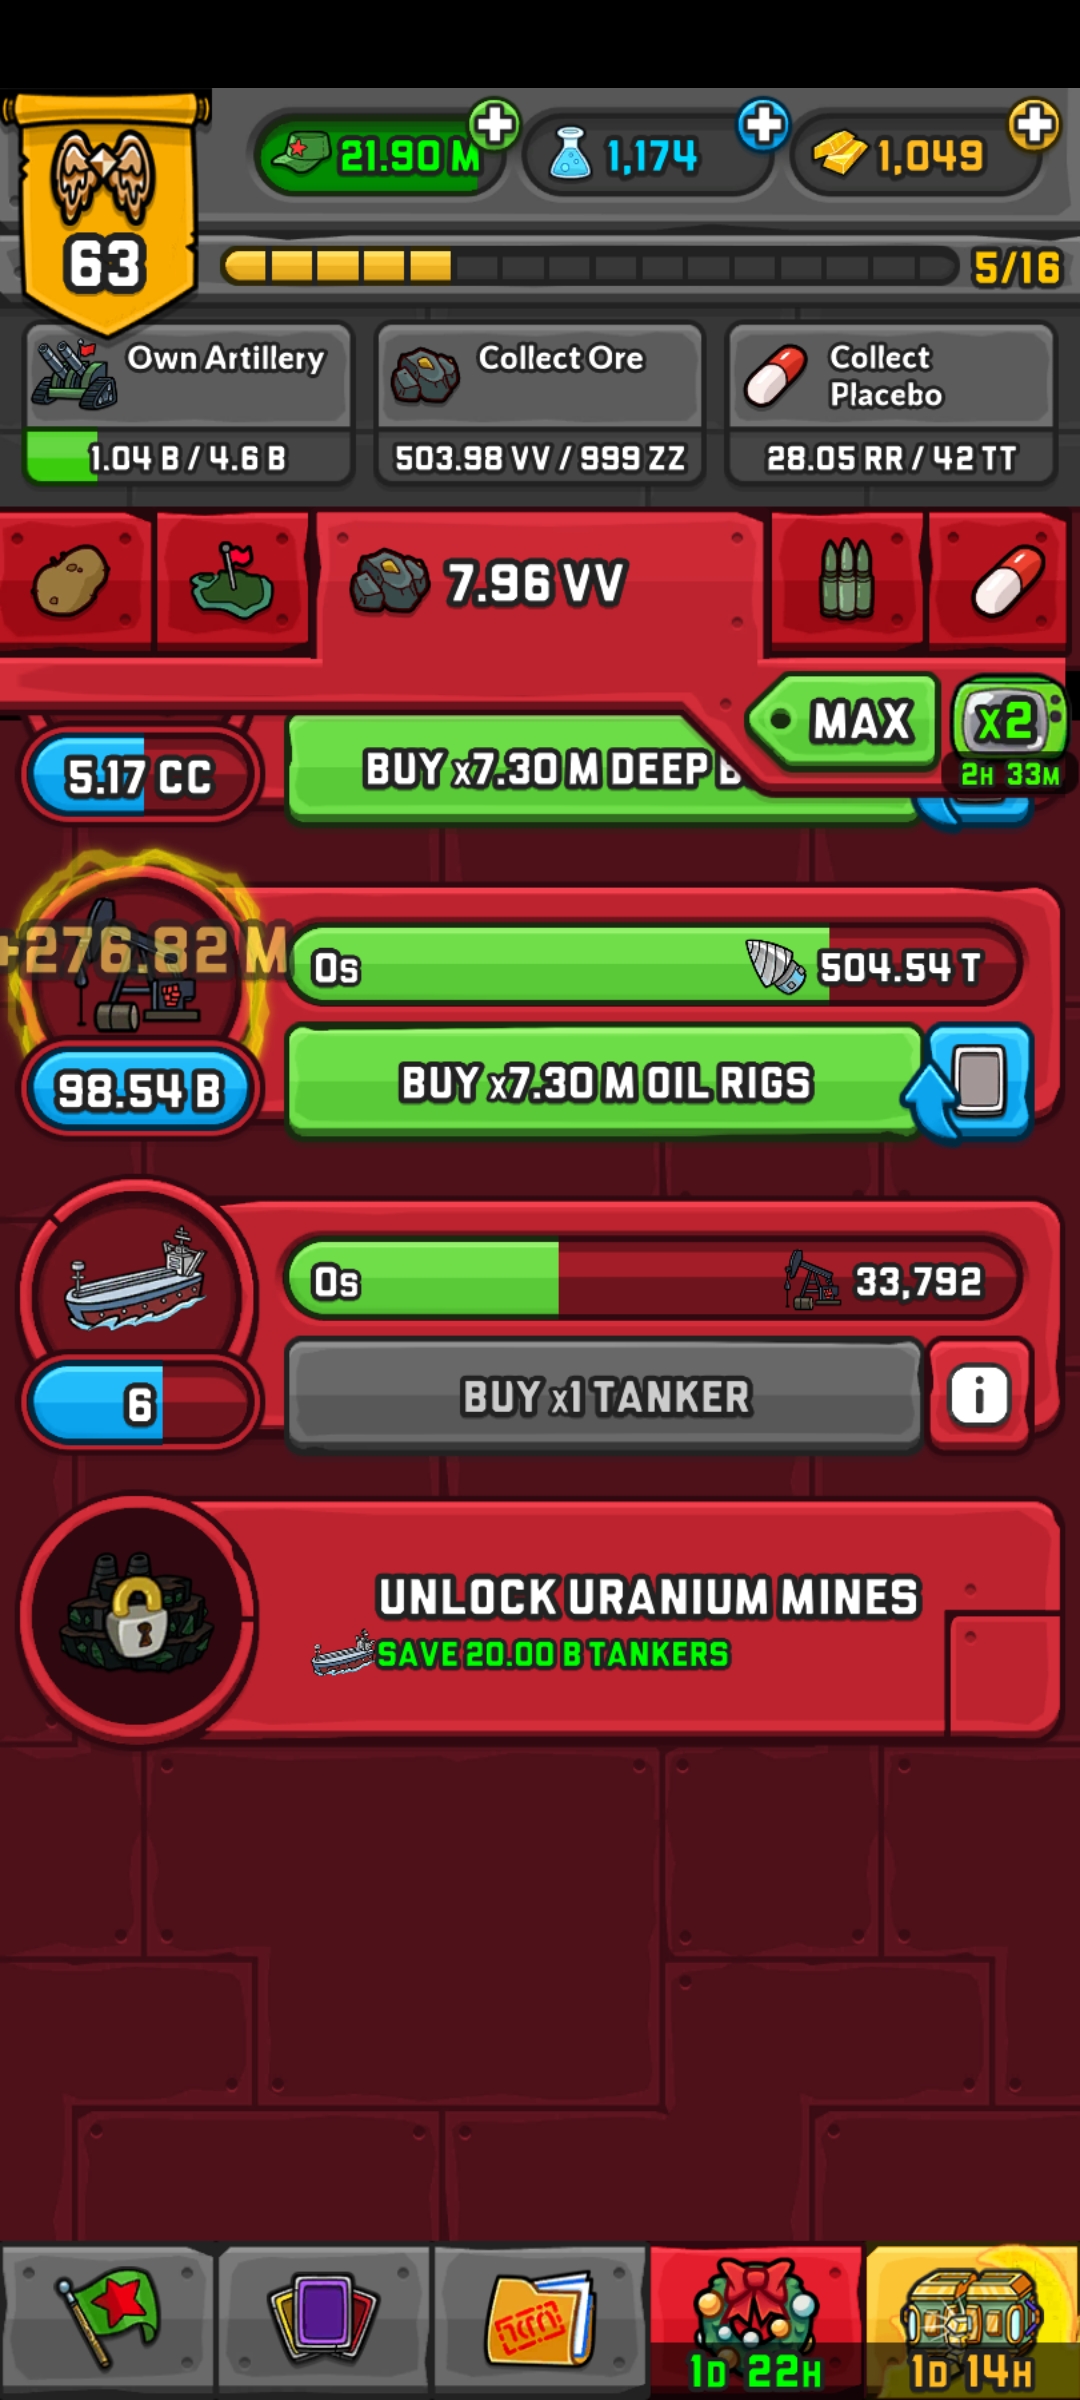 21.90 M
1,174
1,049
63
5/16
Own Artillery
1.04 B / 4.6 B
Collect Ore
503.98 VV / 999 ZZ
Collect
Placebo
28.05 RR / 42 TT
7.96 VV
MAX
x2
2H 33M
5.17 CC
BUY x7.30 M DEEP B
+276.82 M
0s
504.54 T
98.54 B
BUY x7.30 M OIL RIGS
0s
33,792
6
BUY x1 TANKER
i
UNLOCK URANIUM MINES
SAVE 20.00 B TANKERS
1D 22H
1D 14H